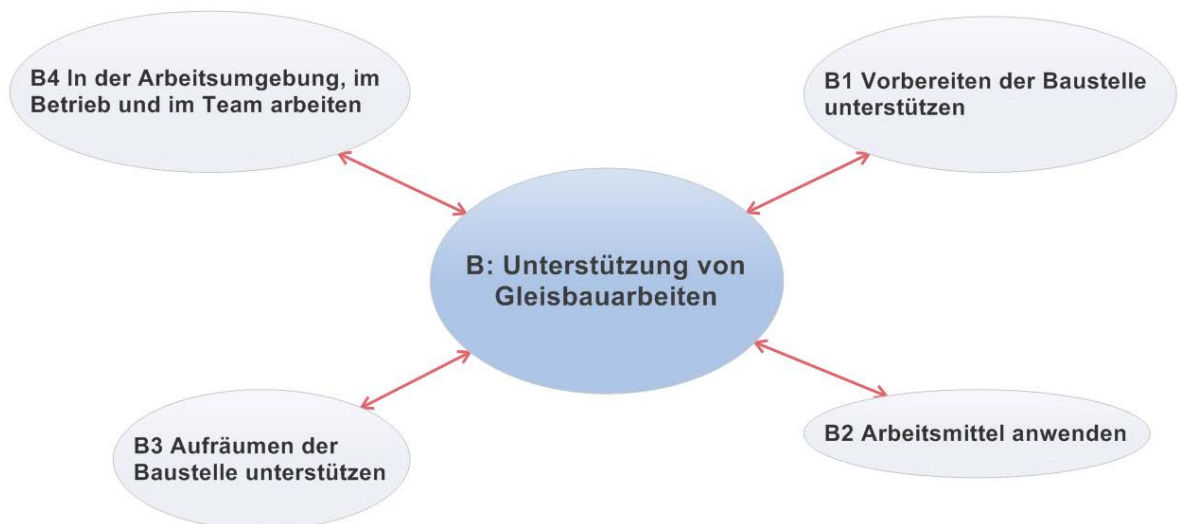 B4 In der Arbeitsumgebung, im
Betrieb und im Team arbeiten
B1 Vorbereiten der Baustelle
unterstützen
B: Unterstützung von
Gleisbauarbeiten
B3 Aufräumen der
Baustelle unterstützen
B2 Arbeitsmittel anwenden